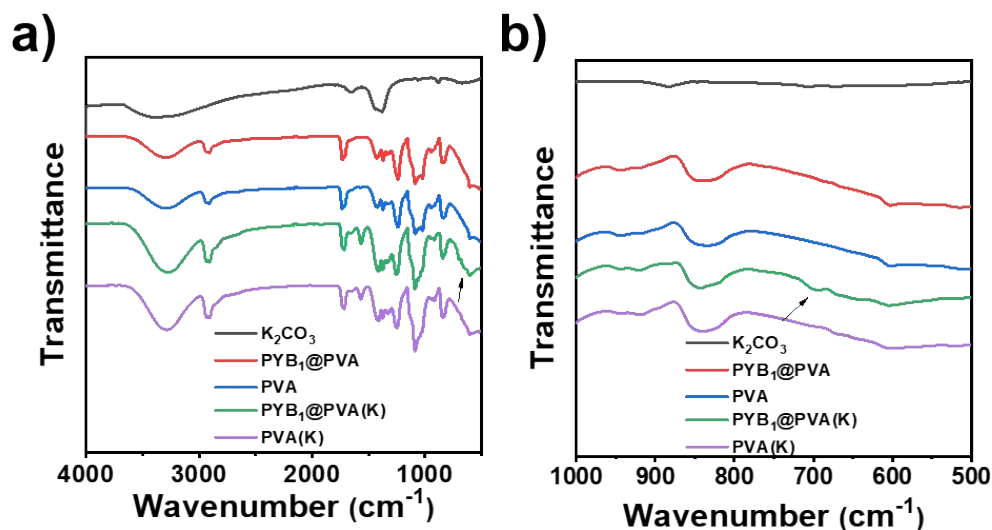 a)
Transmittance
K₂CO₃
PYB₁@PVA
PVA
PYB₁@PVA(K)
PVA(K)
4000 3000 2000 1000
Wavenumber (cm⁻¹)
b)
Transmittance
K₂CO₃
PYB₁@PVA
PVA
PYB₁@PVA(K)
PVA(K)
1000 900 800 700 600 500
Wavenumber (cm⁻¹)